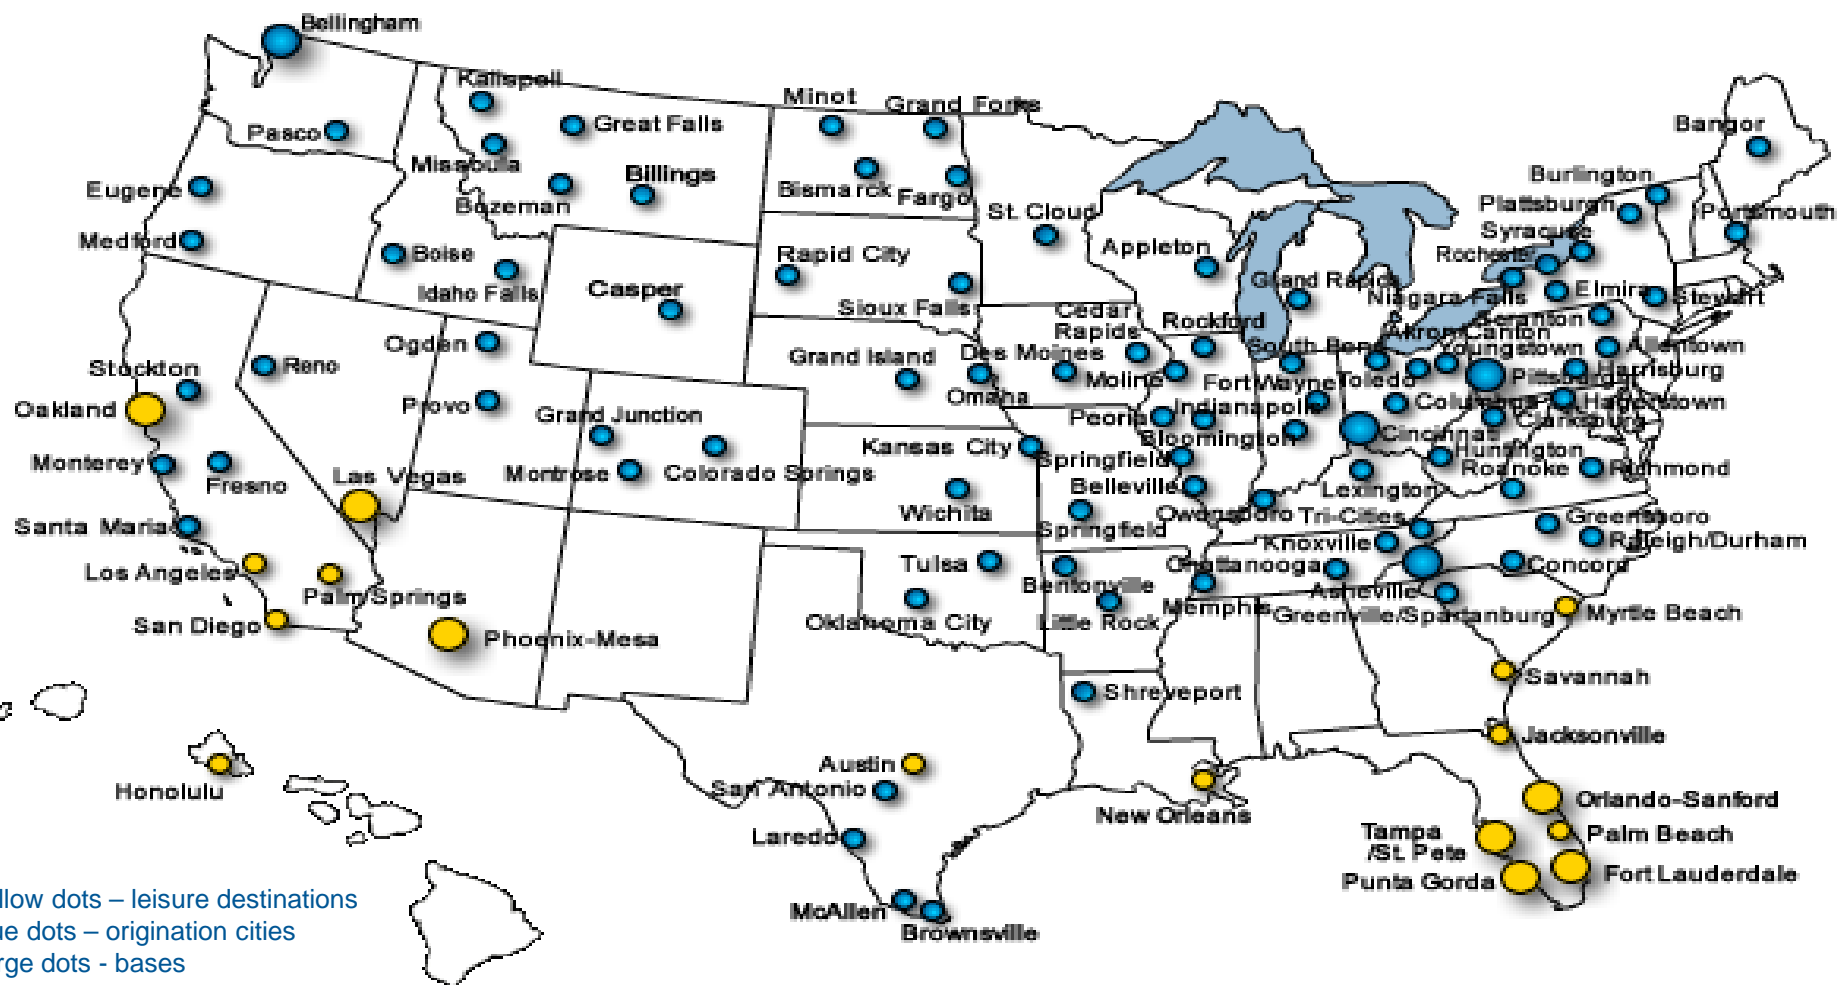 Bellingham
Kalispell
Minot
Grand Forks
Great Falls
Bangor
Pasco
Missoula
Billings
Burlington
Eugene
Bozeman
Bismarck
Fargo
St. Cloud
Plattsburgh
Portsmouth
Medford
Boise
Rapid City
Appleton
Syracuse
Rochester
Idaho Falls
Casper
Sioux Falls
Grand Rapids
Niagara Falls
Elmira
Stewart
Cedar
Rapids
Rockford
Scranton
Ogden
Grand Island
Des Moines
South Bend
Akron-Canton
Youngstown
Allentown
Stockton
Reno
Moline
Fort Wayne
Toledo
Pittsburgh
Harrisburg
Oakland
Provo
Grand Junction
Omaha
Peoria
Indianapolis
Columbus
Hagerstown
Clarksburg
Monterey
Fresno
Las Vegas
Montrose
Colorado Springs
Kansas City
Bloomington
Cincinnati
Huntington
Springfield
Roanoke
Richmond
Belleville
Lexington
Santa Maria
Wichita
Springfield
Owensboro
Tri-Cities
Greensboro
Knoxville
Raleigh/Durham
Los Angeles
Palm Springs
Tulsa
Bentonville
Chattanooga
Concord
Asheville
San Diego
Phoenix-Mesa
Oklahoma City
Little Rock
Memphis
Greenville/Spartanburg
Myrtle Beach
Savannah
Shreveport
Jacksonville
Honolulu
Austin
San Antonio
New Orleans
Orlando-Sanford
Laredo
Tampa
/St. Pete
Palm Beach
Punta Gorda
Fort Lauderdale
McAllen
Brownsville
llow dots – leisure destinations
ue dots – origination cities
rge dots - bases